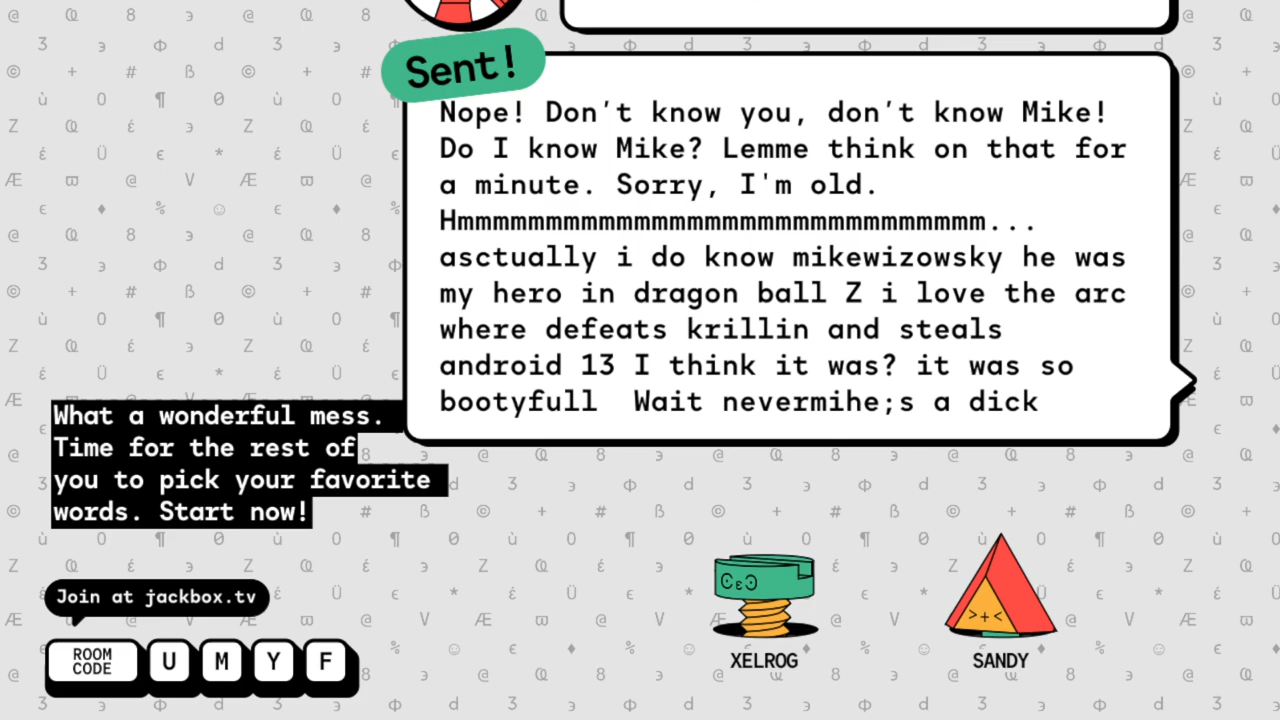 Sent!
Nope! Don't know you, don't know Mike!
Do I know Mike? Lemme think on that for
a minute. Sorry, I'm old.
Hmmmmmmmmmmmmmmmmmmmmmmmmmmmmmm...
asctually i do know mikewizowsky he was
my hero in dragon ball Z i love the arc
where defeats krillin and steals
android 13 I think it was? it was so
bootyfull  Wait nevermihe;s a dick
What a wonderful mess.
Time for the rest of
you to pick your favorite
words. Start now!
Join at jackbox.tv
ROOM
CODE
U M Y F
XELROG
SANDY